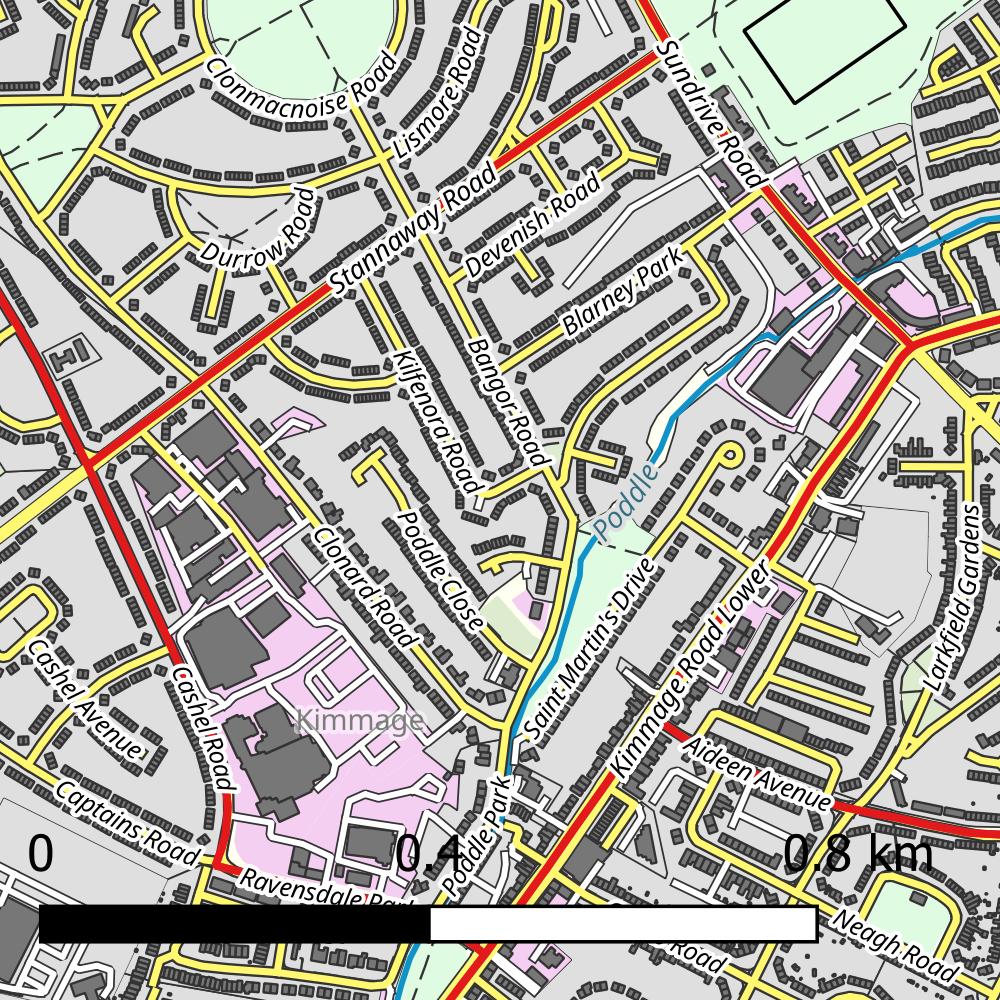 Clonmacnoise Road
Lismore Road
Sundrive Road
Stannaway Road
Devenish Road
Durrow Road
Blarney Park
Bangor Road
Kilfenora Road
Poddle
Poddle Close
Clonard Road
Saint Martin's Drive
Kimmage Road Lower
Larkfield Gardens
Cashel Avenue
Cashel Road
Kimmage
Aideen Avenue
Captains Road
Poddle Park
Ravensdale Park
Neagh Road
Road
0
0.4
0.8 km